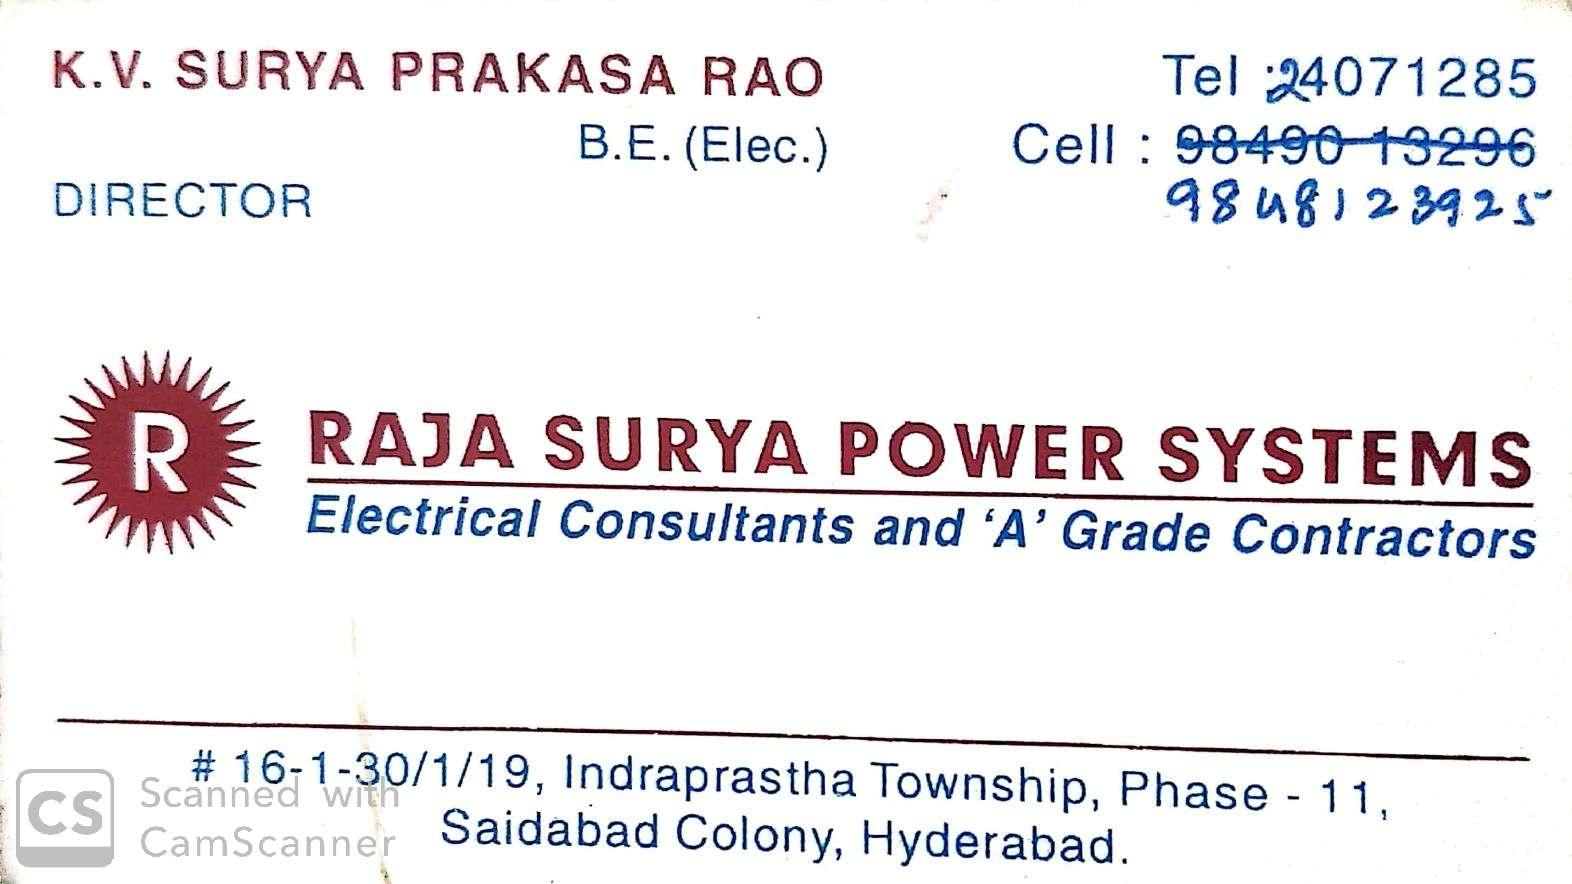 K.V. SURYA PRAKASA RAO
B.E. (Elec.)
DIRECTOR
Tel : 24071285
Cell : 98490 13296
9848123925
R
RAJA SURYA POWER SYSTEMS
Electrical Consultants and ‘A’ Grade Contractors
# 16-1-30/1/19, Indraprastha Township, Phase - 11,
Saidabad Colony, Hyderabad.
CS
Scanned with
CamScanner